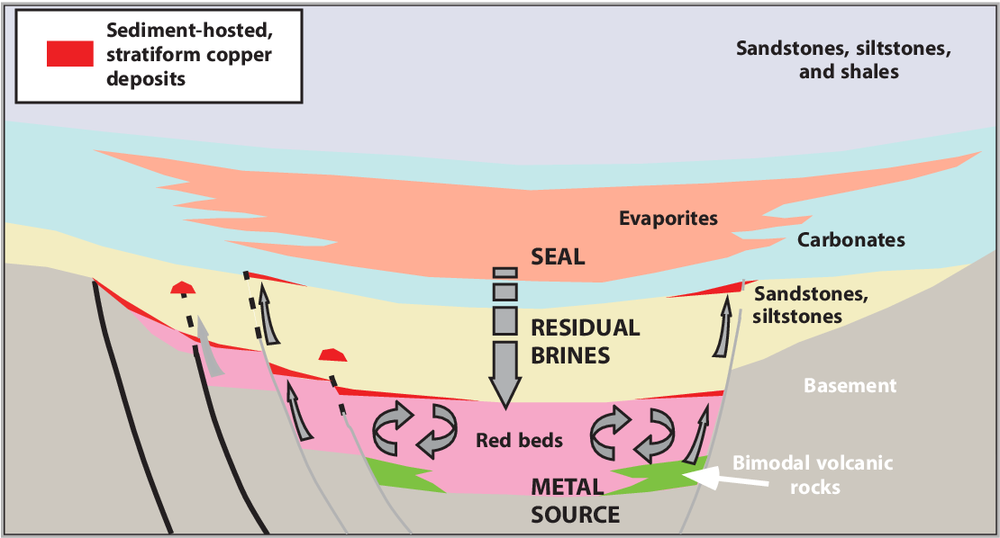 Sediment-hosted,
stratiform copper
deposits
Sandstones, siltstones,
and shales
Evaporites
Carbonates
SEAL
Sandstones,
siltstones
RESIDUAL
BRINES
Basement
Red beds
Bimodal volcanic
rocks
METAL
SOURCE